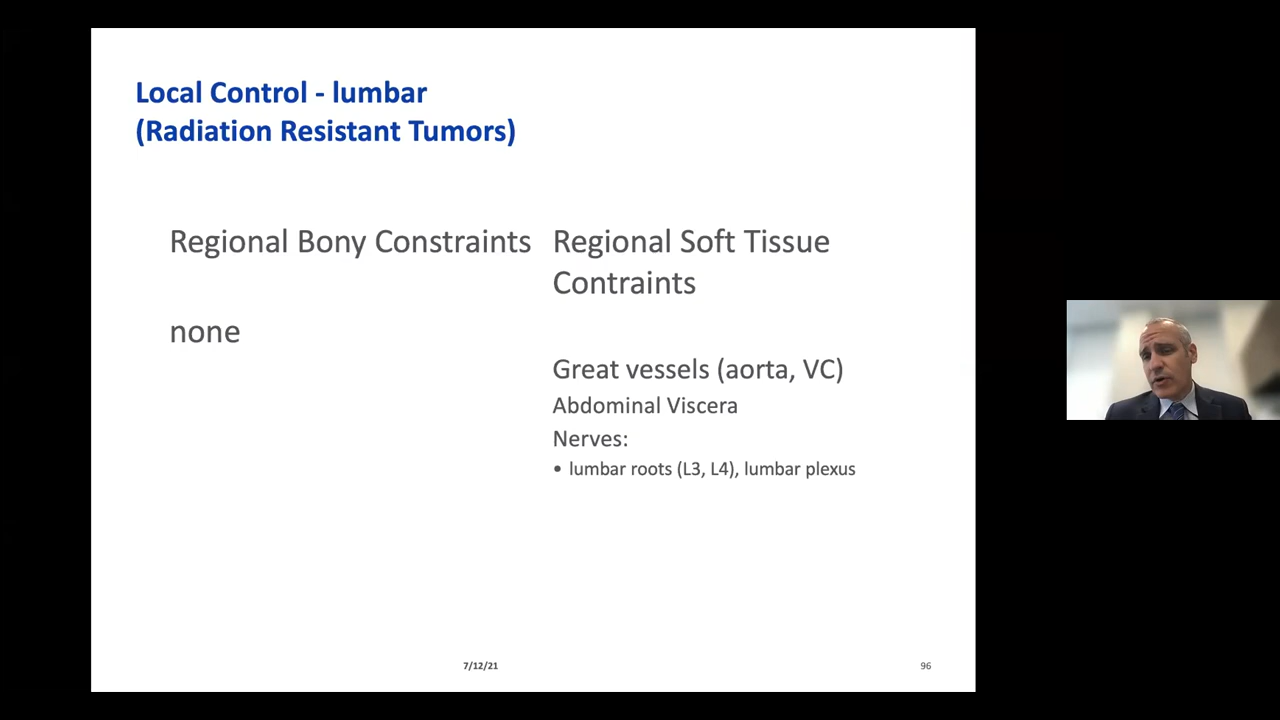 Local Control - lumbar
(Radiation Resistant Tumors)
Regional Bony Constraints
none
Regional Soft Tissue
Contraints
Great vessels (aorta, VC)
Abdominal Viscera
Nerves:
• lumbar roots (L3, L4), lumbar plexus
7/12/21
96